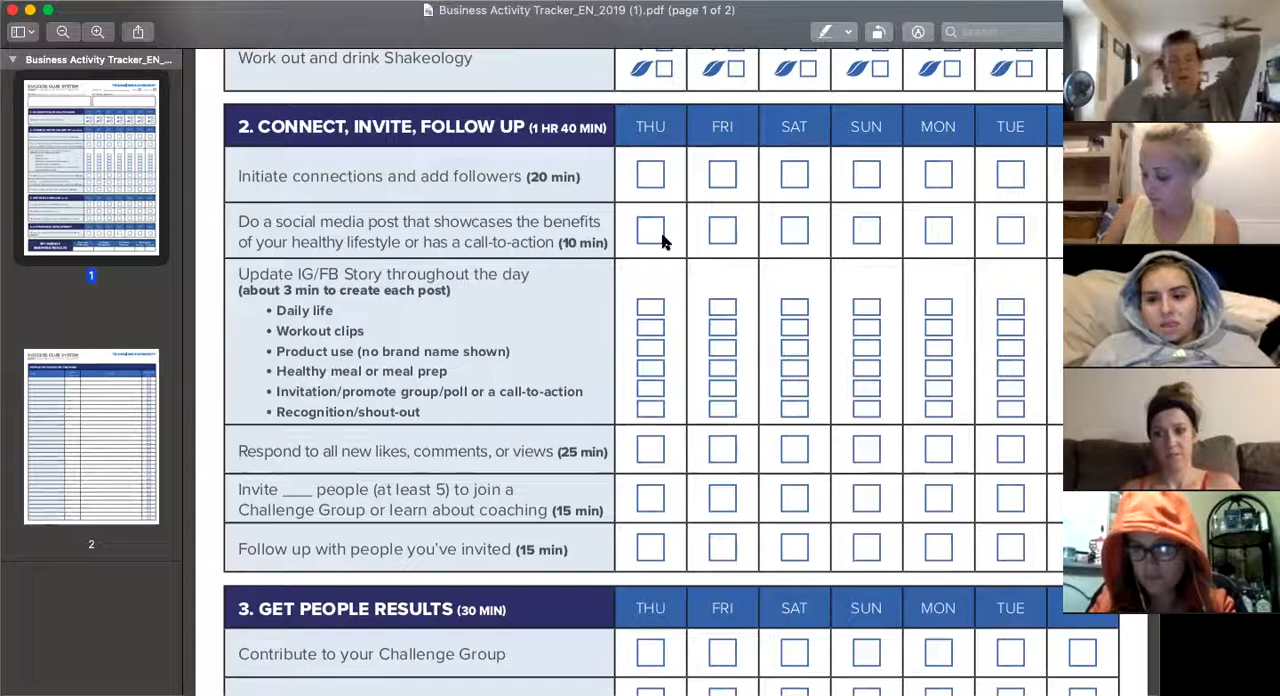 Business Activity Tracker_EN_2019 (1).pdf (page 1 of 2)
Search
Business Activity Tracker_EN_...
1
2
Work out and drink Shakeology
2. CONNECT, INVITE, FOLLOW UP (1 HR 40 MIN) THU FRI SAT SUN MON TUE
Initiate connections and add followers (20 min)
Do a social media post that shows the benefits
of your healthy lifestyle or has a call-to-action (10 min)
Update IG/FB Story throughout the day
(about 3 min to create each post)
• Daily life
• Workout clips
• Product use (no brand name shown)
• Healthy meal or meal prep
• Invitation/promote group/poll or a call-to-action
• Recognition/shout-out
Respond to all new likes, comments, or views (25 min)
Invite ___ people (at least 5) to join a
Challenge Group or learn about coaching (15 min)
Follow up with people you've invited (15 min)
3. GET PEOPLE RESULTS (30 MIN) THU FRI SAT SUN MON TUE
Contribute to your Challenge Group